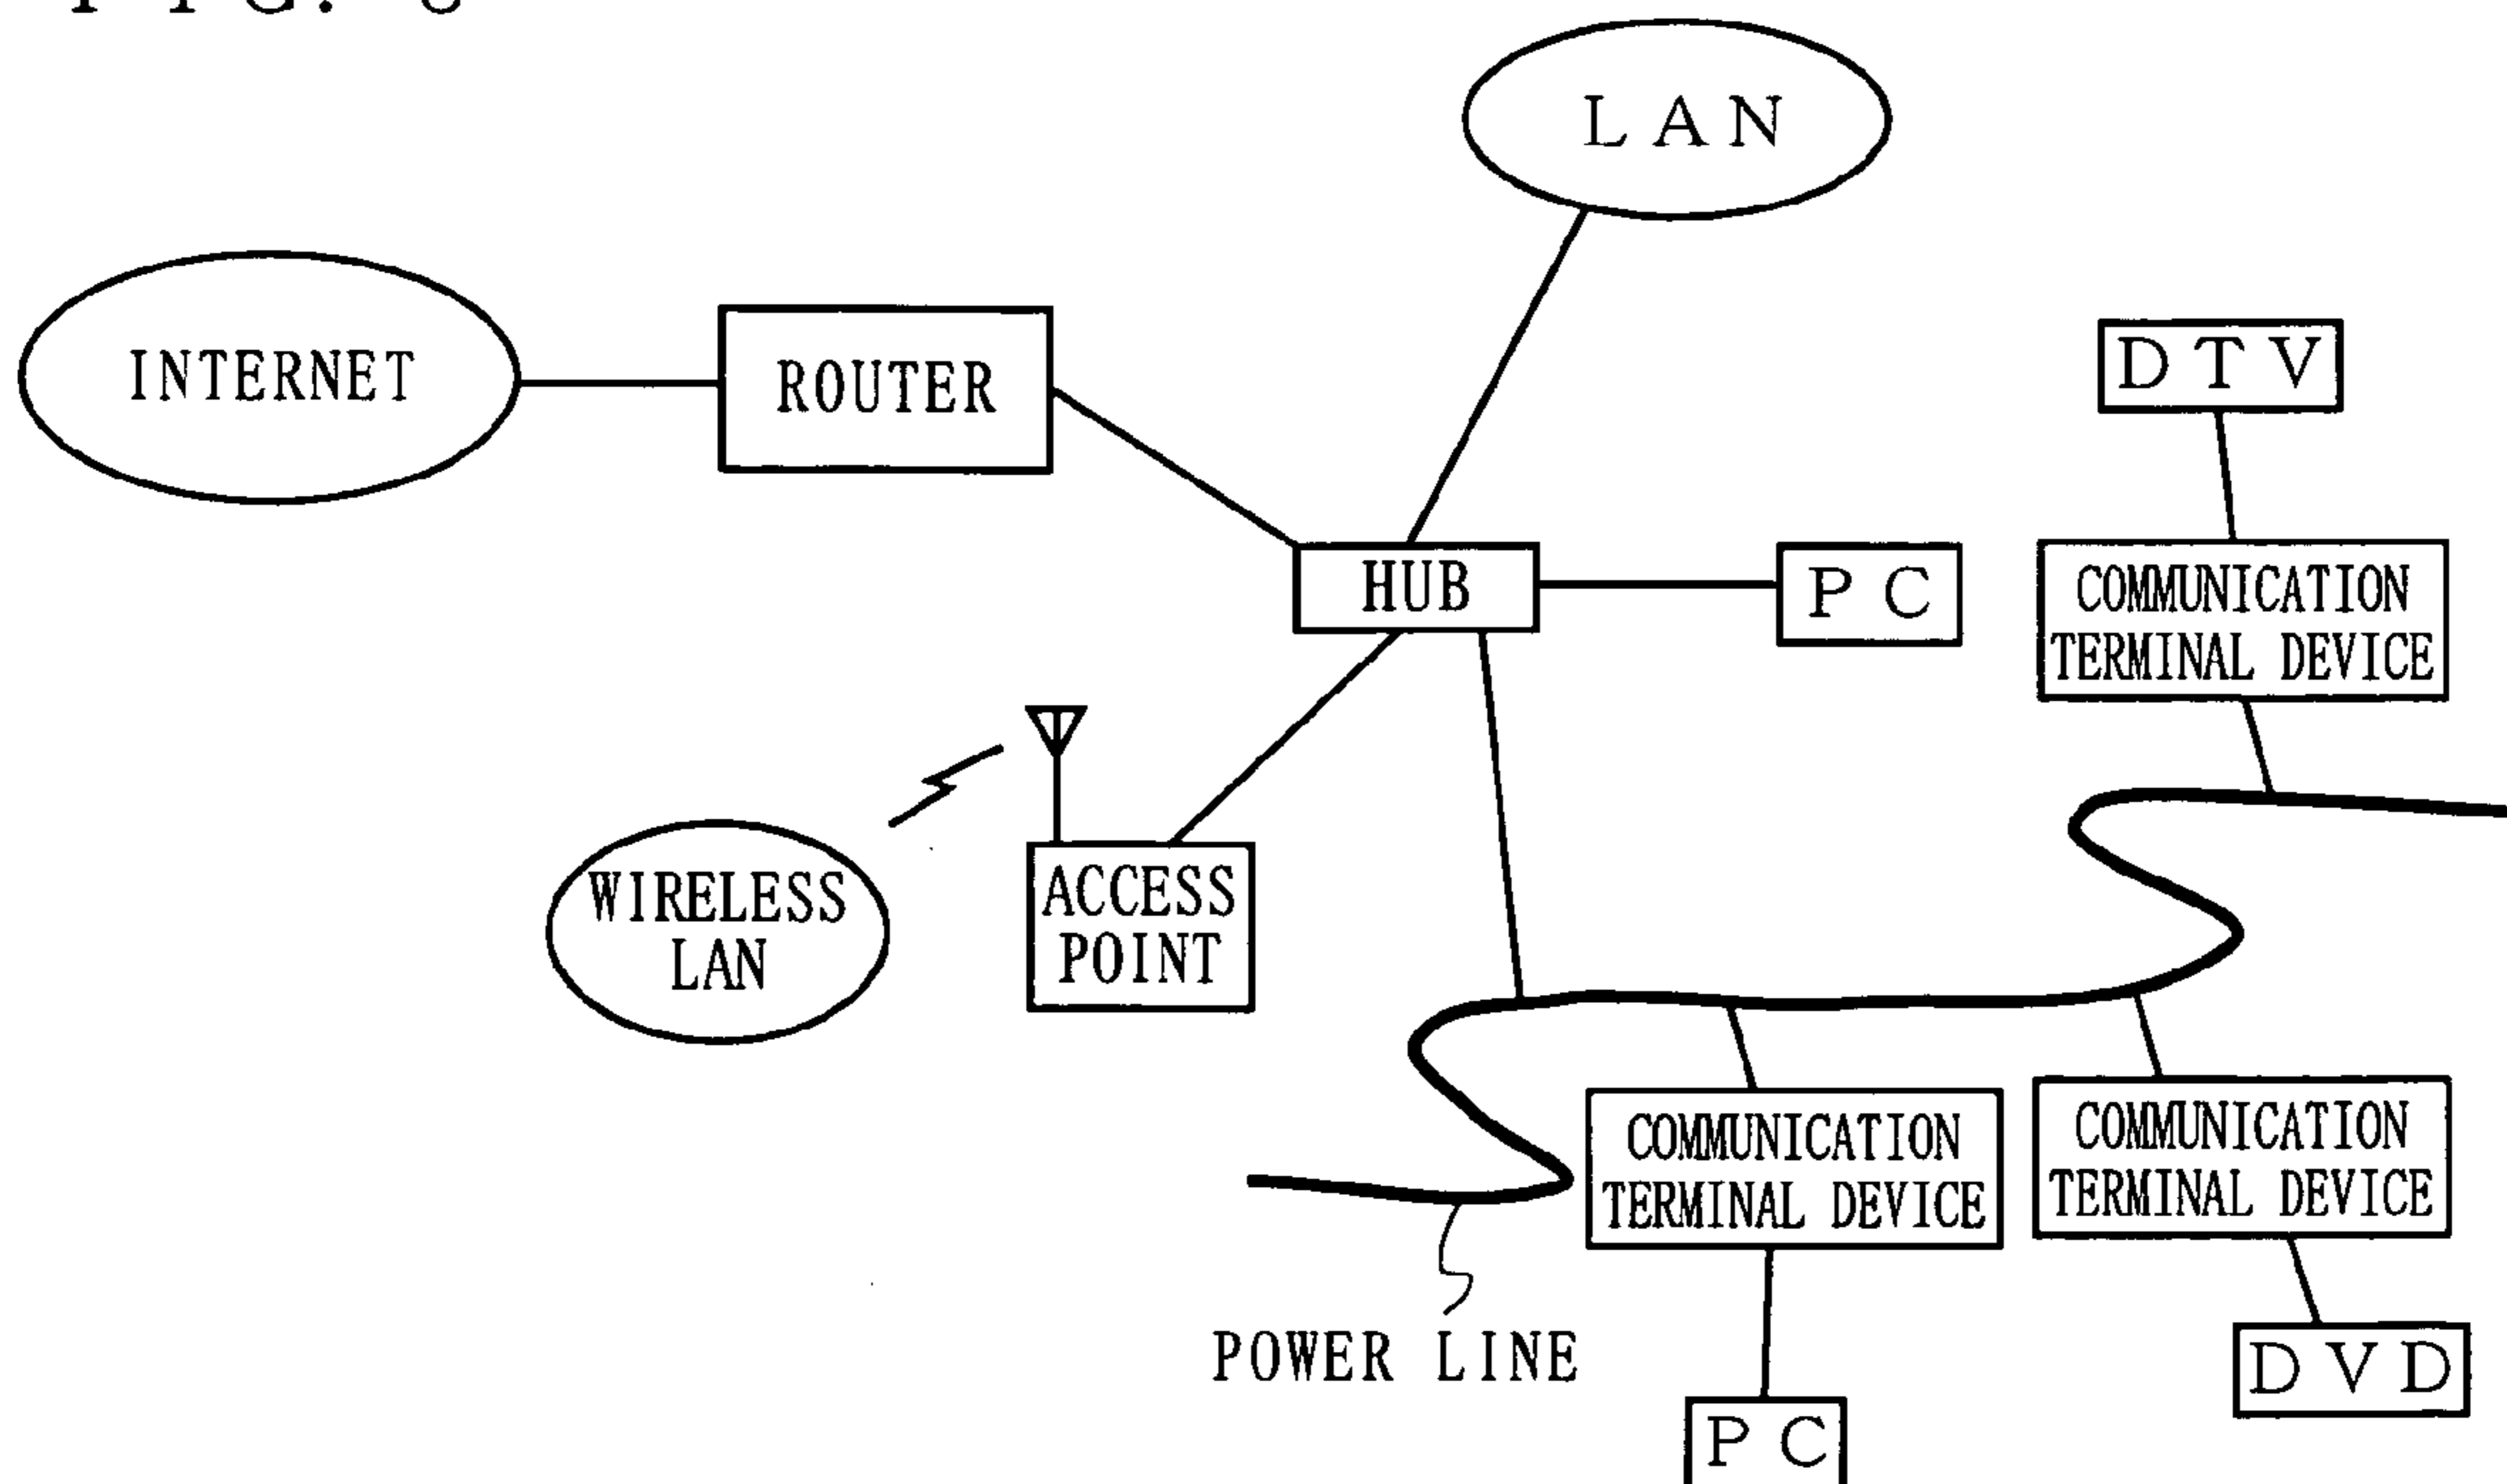 LAN
INTERNET
ROUTER
DTV
HUB
PC
COMMUNICATION
TERMINAL DEVICE
WIRELESS
LAN
ACCESS
POINT
COMMUNICATION
TERMINAL DEVICE
COMMUNICATION
TERMINAL DEVICE
POWER LINE
DVD
PC